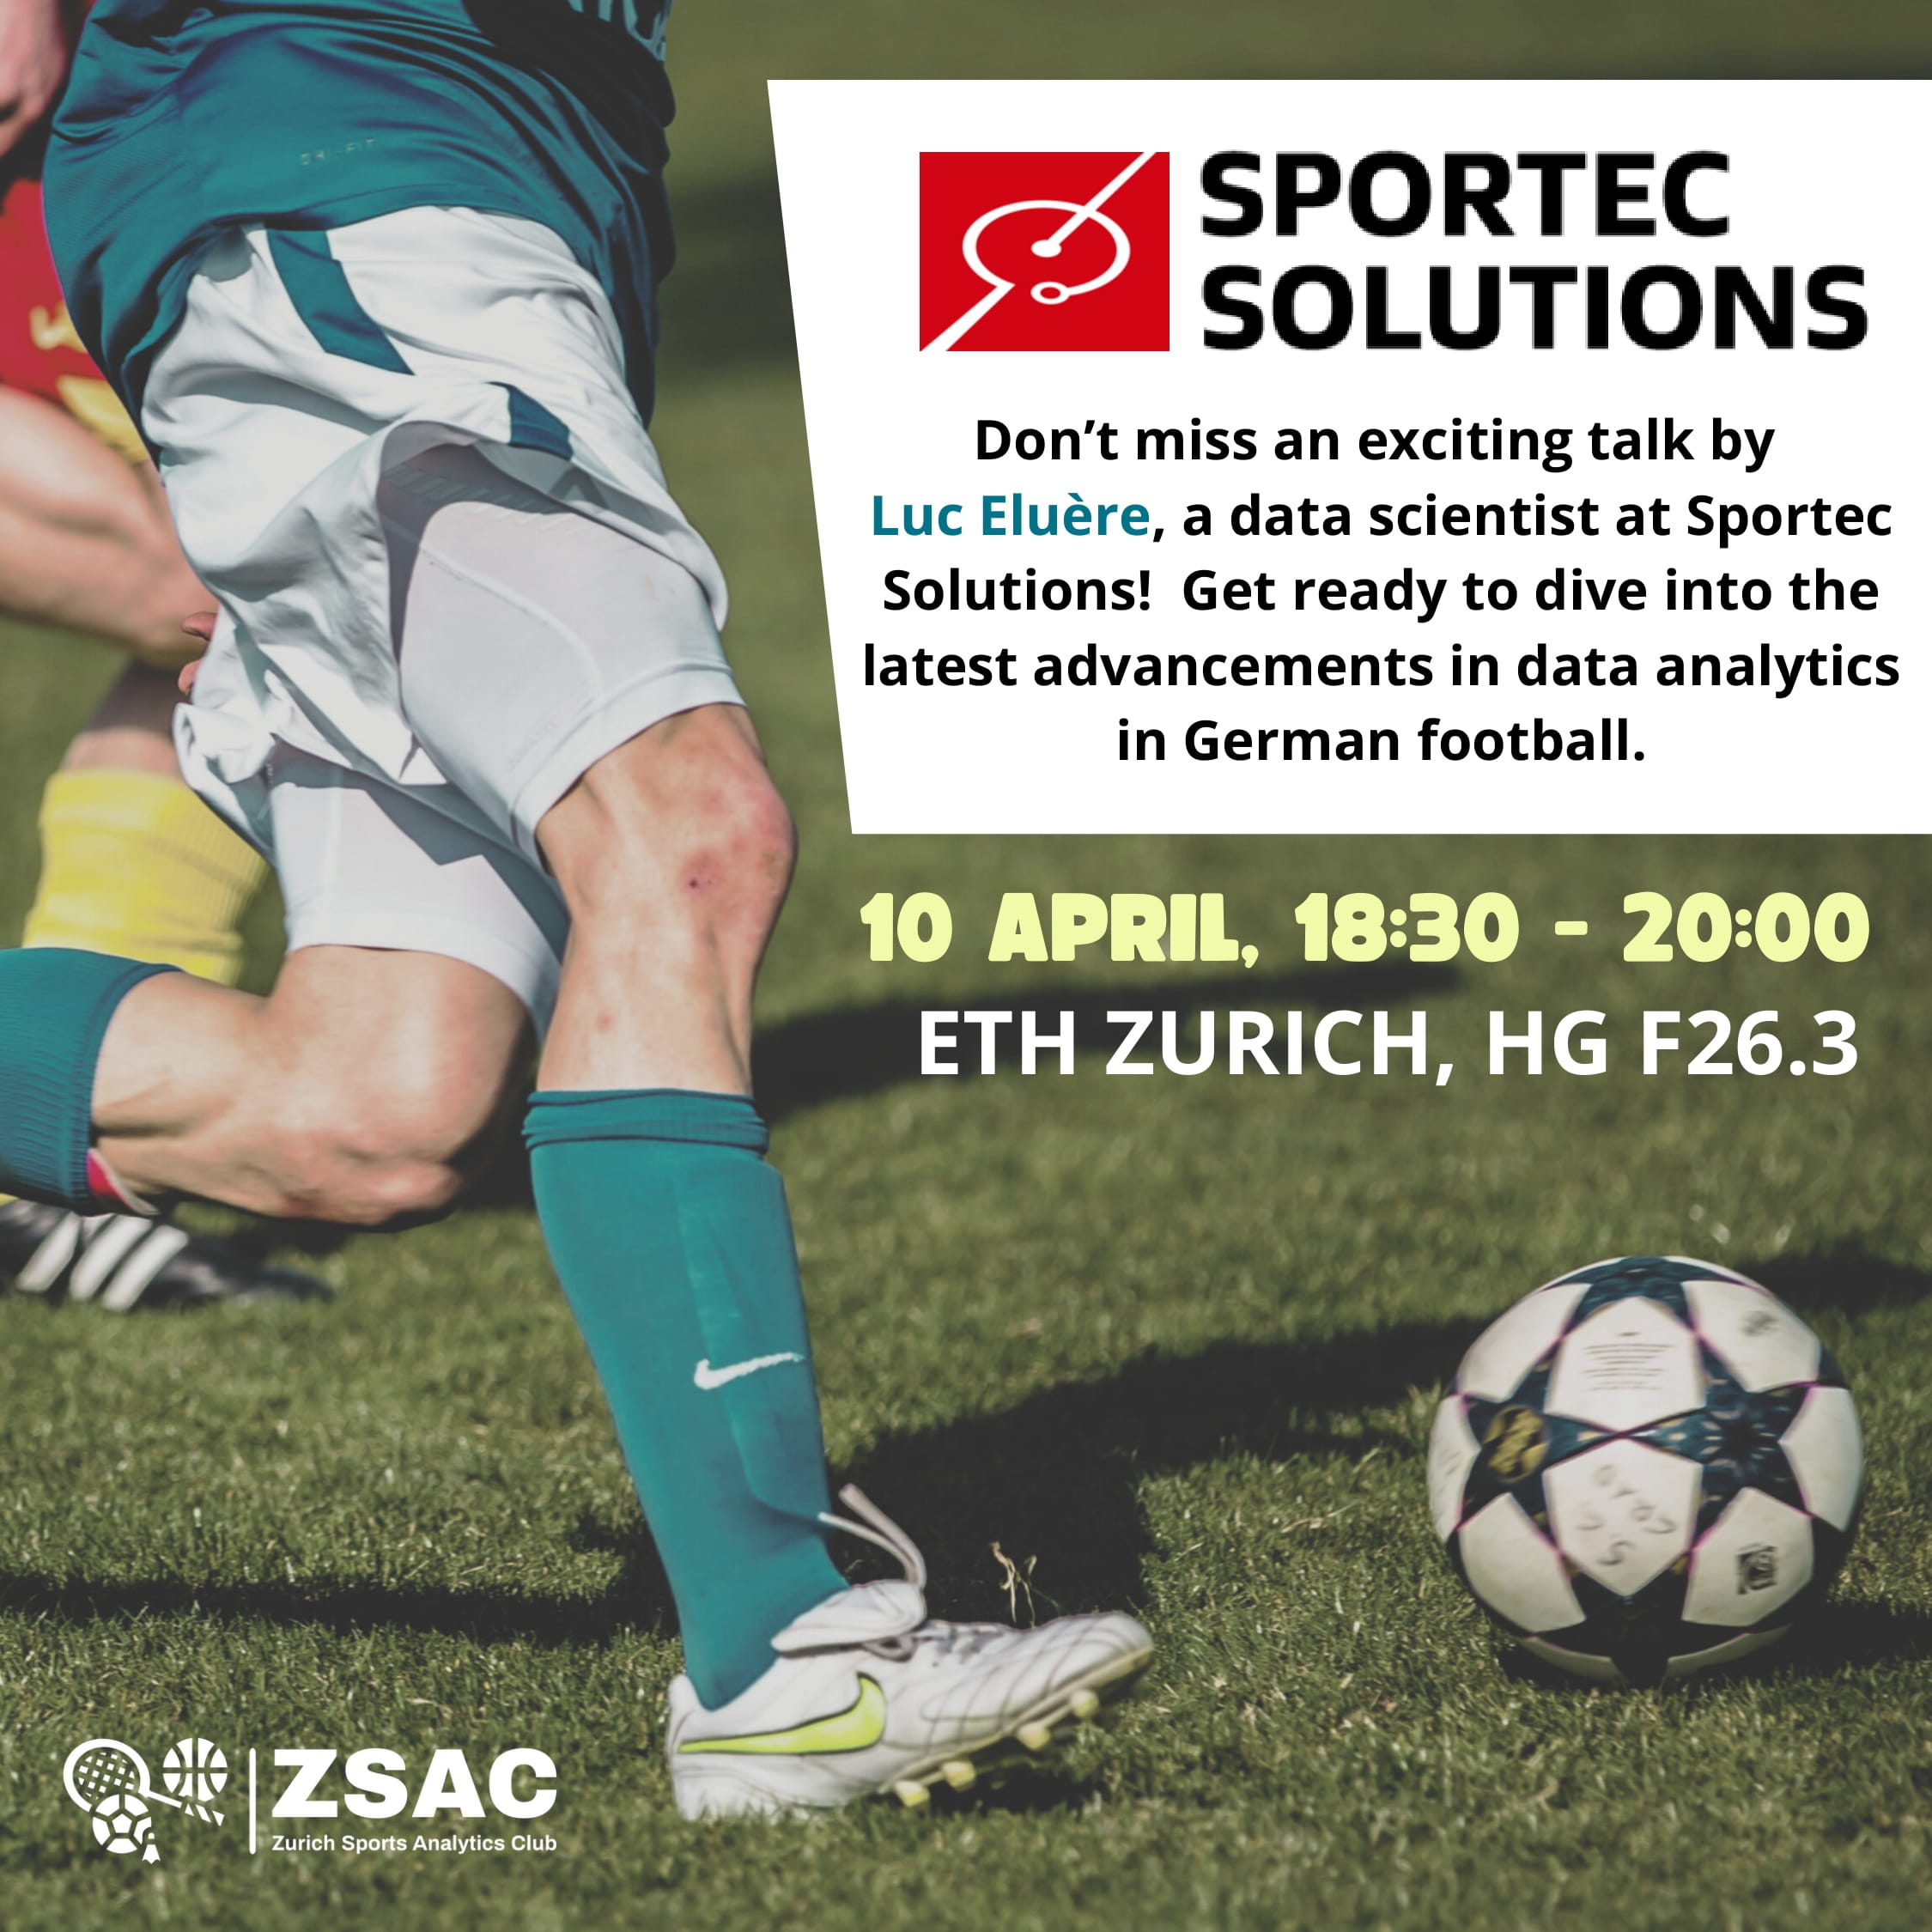 DRI-FIT
SPORTEC
SOLUTIONS
Don’t miss an exciting talk by
Luc Eluère, a data scientist at Sportec
Solutions!  Get ready to dive into the
latest advancements in data analytics
in German football.
10 APRIL, 18:30 - 20:00
ETH ZURICH, HG F26.3
ZSAC
Zurich Sports Analytics Club